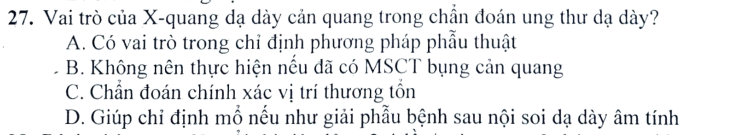 27. Vai trò của X-quang dạ dày cản quang trong chẩn đoán ung thư dạ dày?
A. Có vai trò trong chỉ định phương pháp phẫu thuật
B. Không nên thực hiện nếu đã có MSCT bụng cản quang
C. Chẩn đoán chính xác vị trí thương tổn
D. Giúp chỉ định mổ nếu như giải phẫu bệnh sau nội soi dạ dày âm tính